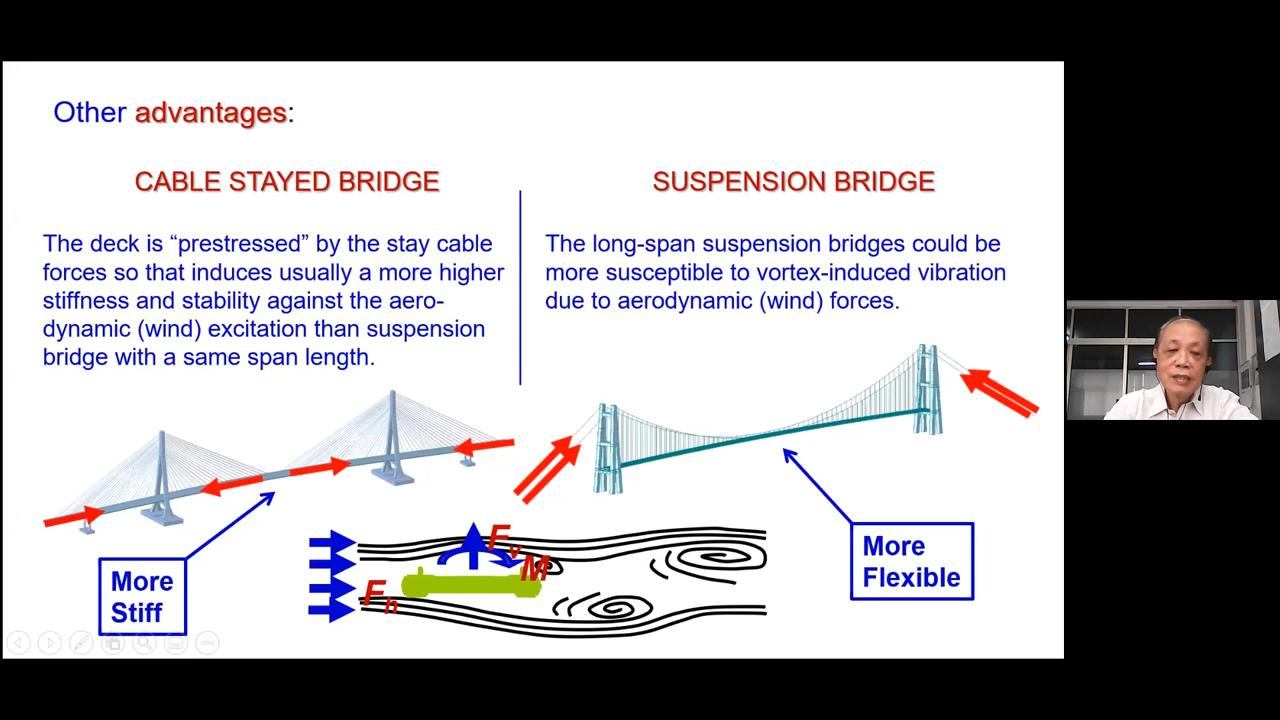 Other advantages:
CABLE STAYED BRIDGE
The deck is “prestressed” by the stay cable
forces so that induces usually a more higher
stiffness and stability against the aero-
dynamic (wind) excitation than suspension
bridge with a same span length.
SUSPENSION BRIDGE
The long-span suspension bridges could be
more susceptible to vortex-induced vibration
due to aerodynamic (wind) forces.
More
Stiff
Fv
M
Fh
More
Flexible